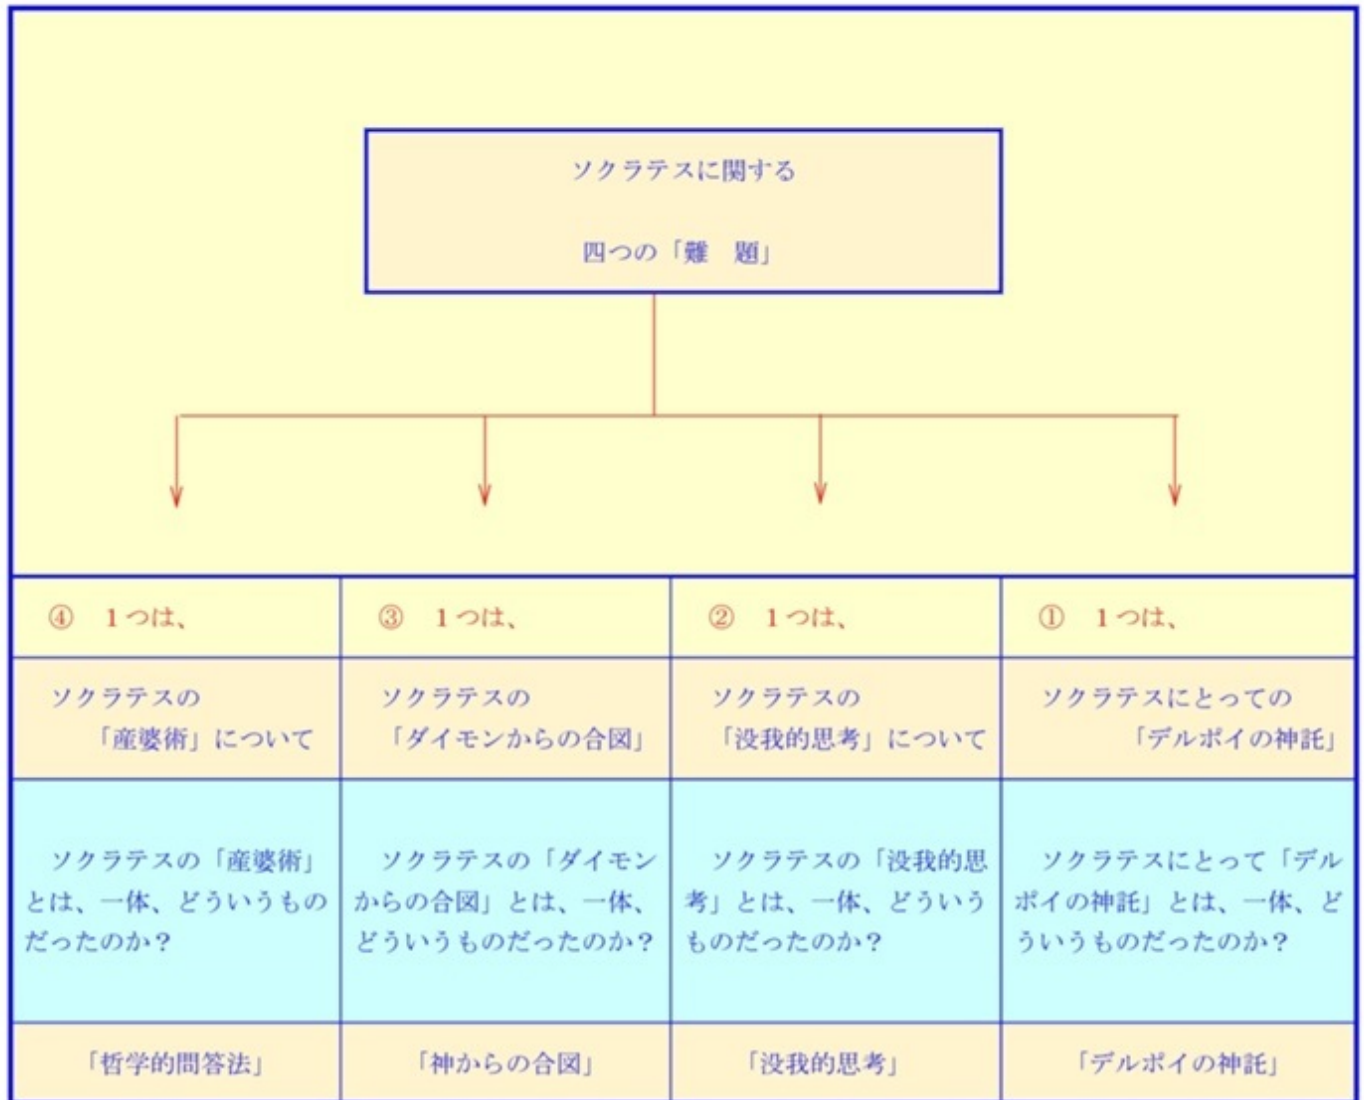 ソクラテスに関する
四つの「難　題」
④　１つは、
③　１つは、
②　１つは、
①　１つは、
ソクラテスの
「産婆術」について
ソクラテスの
「ダイモンからの合図」
ソクラテスの
「没我的思考」について
ソクラテスにとっての
「デルポイの神託」
ソクラテスの「産婆術」
とは、一体、どういうもの
だったのか？
ソクラテスの「ダイモン
からの合図」とは、一体、
どういうものだったのか？
ソクラテスの「没我的思
考」とは、一体、どういう
ものだったのか？
ソクラテスにとって「デル
ポイの神託」とは、一体、ど
ういうものだったのか？
「哲学的問答法」
「神からの合図」
「没我的思考」
「デルポイの神託」